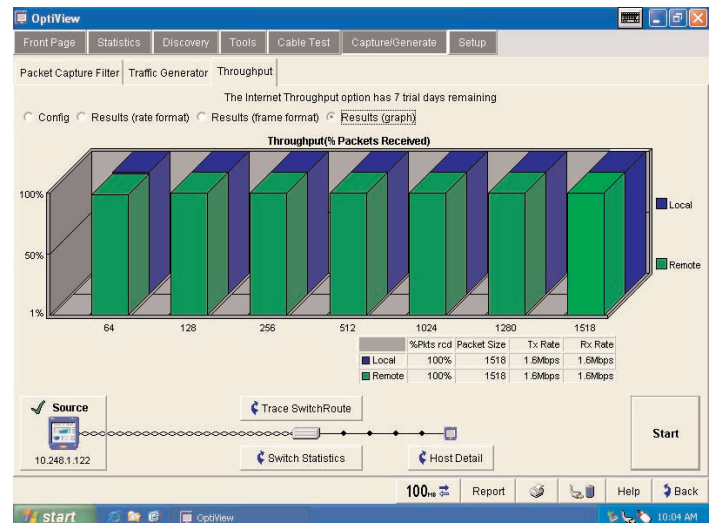 OptiView
Front Page Statistics Discovery Tools Cable Test Capture/Generate Setup
Packet Capture Filter Traffic Generator Throughput
The Internet Throughput option has 7 trial days remaining
Config Results (rate format) Results (frame format) Results (graph)
Throughput(% Packets Received)
100%
50%
1%
Local
Remote
64 128 256 512 1024 1280 1518
%Pkts rcd Packet Size Tx Rate Rx Rate
Local 100% 1518 1.6Mbps 1.6Mbps
Remote 100% 1518 1.6Mbps 1.6Mbps
Source
10.248.1.122
Trace SwitchRoute
Switch Statistics
Host Detail
Start
100 Report Help Back
start OptiView 10:04 AM